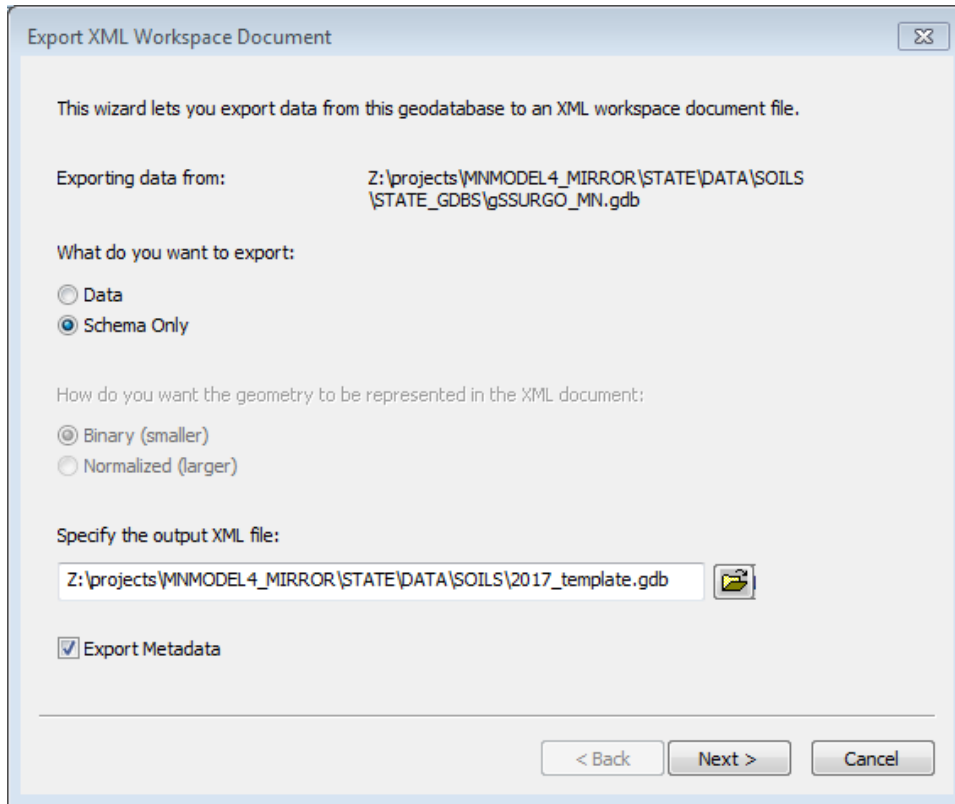 Export XML Workspace Document
This wizard lets you export data from this geodatabase to an XML workspace document file.
Exporting data from: Z:\projects\MNMODEL4_MIRROR\STATE\DATA\SOILS
\STATE_GDBS\gSSURGO_MN.gdb
What do you want to export:
Data
Schema Only
How do you want the geometry to be represented in the XML document:
Binary (smaller)
Normalized (larger)
Specify the output XML file:
Z:\projects\MNMODEL4_MIRROR\STATE\DATA\SOILS\2017_template.gdb
Export Metadata
< Back Next > Cancel